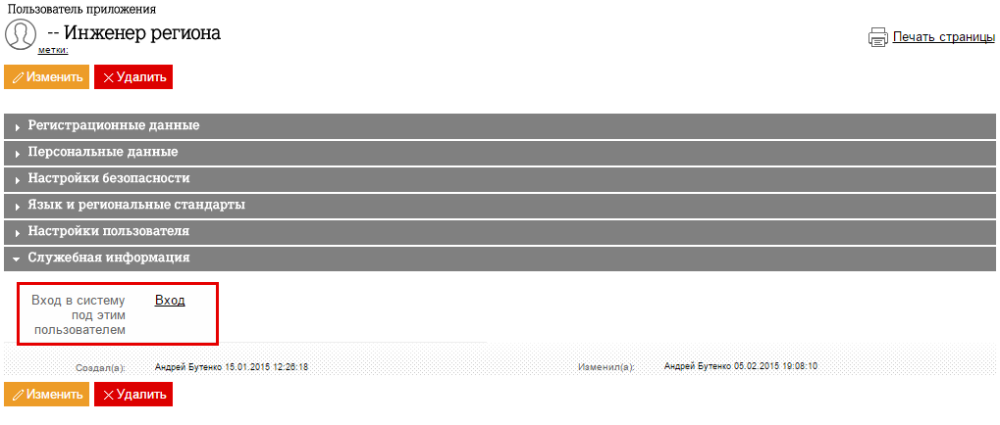 Пользователь приложения
-- Инженер региона
метки:
Печать страницы
Изменить
Удалить
Регистрационные данные
Персональные данные
Настройки безопасности
Язык и региональные стандарты
Настройки пользователя
Служебная информация
Вход в систему
под этим
пользователем
Вход
Создал(а): Андрей Бутенко 15.01.2015 12:26:18
Изменил(а): Андрей Бутенко 05.02.2015 19:08:10
Изменить
Удалить